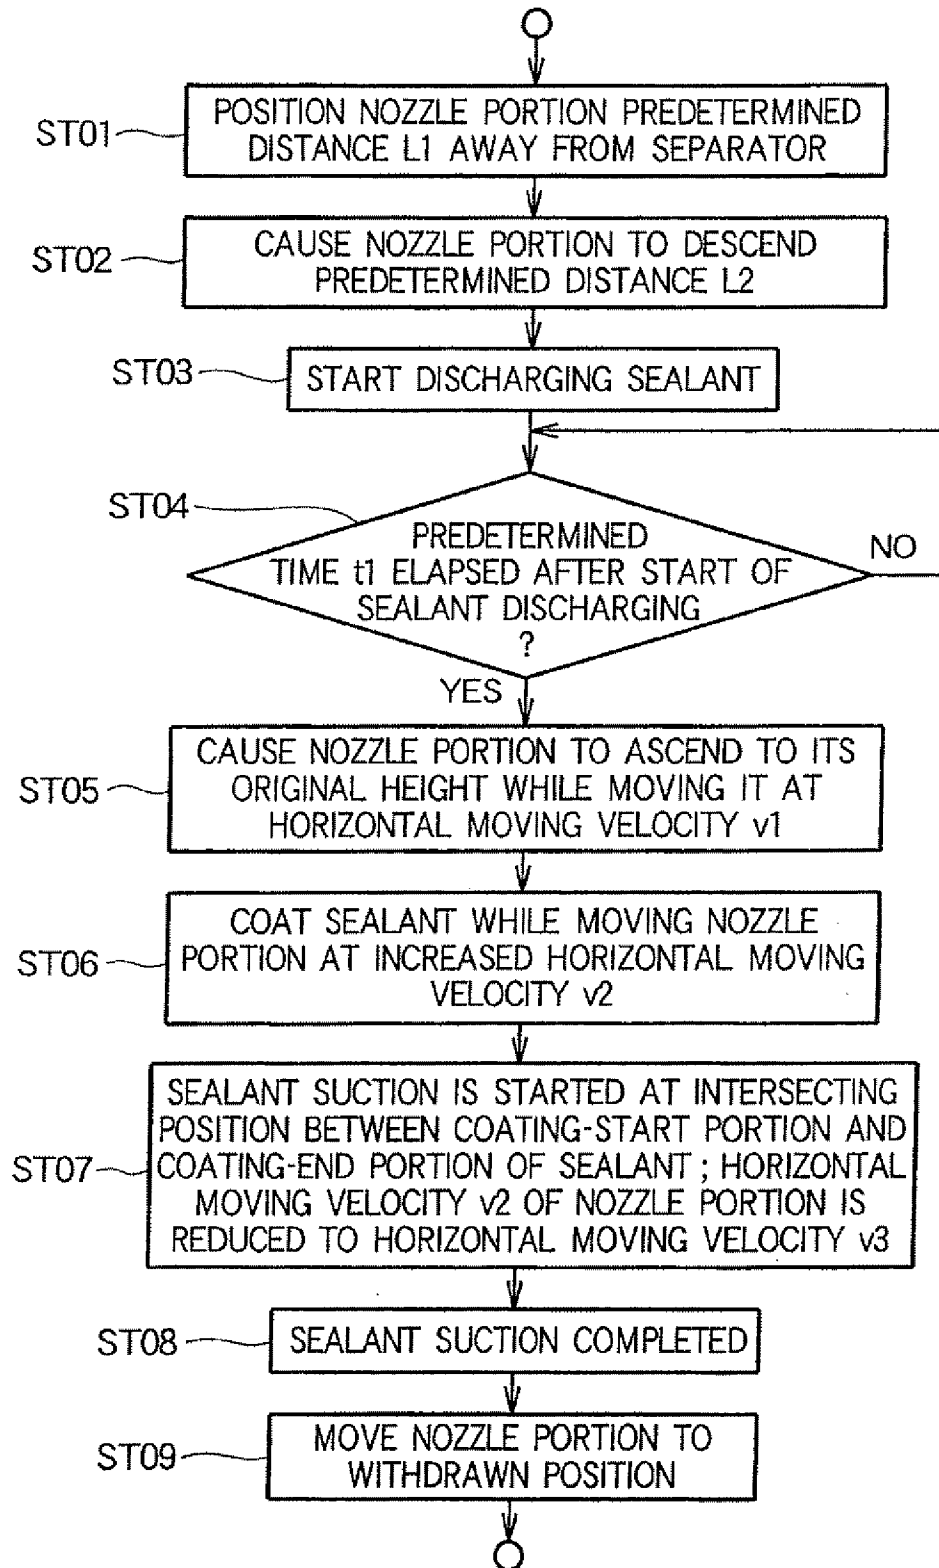 ST01
POSITION NOZZLE PORTION PREDETERMINED
DISTANCE L1 AWAY FROM SEPARATOR
ST02
CAUSE NOZZLE PORTION TO DESCEND
PREDETERMINED DISTANCE L2
ST03
START DISCHARGING SEALANT
ST04
PREDETERMINED
TIME t1 ELAPSED AFTER START OF
SEALANT DISCHARGING
?
NO
YES
ST05
CAUSE NOZZLE PORTION TO ASCEND TO ITS
ORIGINAL HEIGHT WHILE MOVING IT AT
HORIZONTAL MOVING VELOCITY v1
ST06
COAT SEALANT WHILE MOVING NOZZLE
PORTION AT INCREASED HORIZONTAL MOVING
VELOCITY v2
ST07
SEALANT SUCTION IS STARTED AT INTERSECTING
POSITION BETWEEN COATING-START PORTION AND
COATING-END PORTION OF SEALANT ; HORIZONTAL
MOVING VELOCITY v2 OF NOZZLE PORTION IS
REDUCED TO HORIZONTAL MOVING VELOCITY v3
ST08
SEALANT SUCTION COMPLETED
ST09
MOVE NOZZLE PORTION TO
WITHDRAWN POSITION